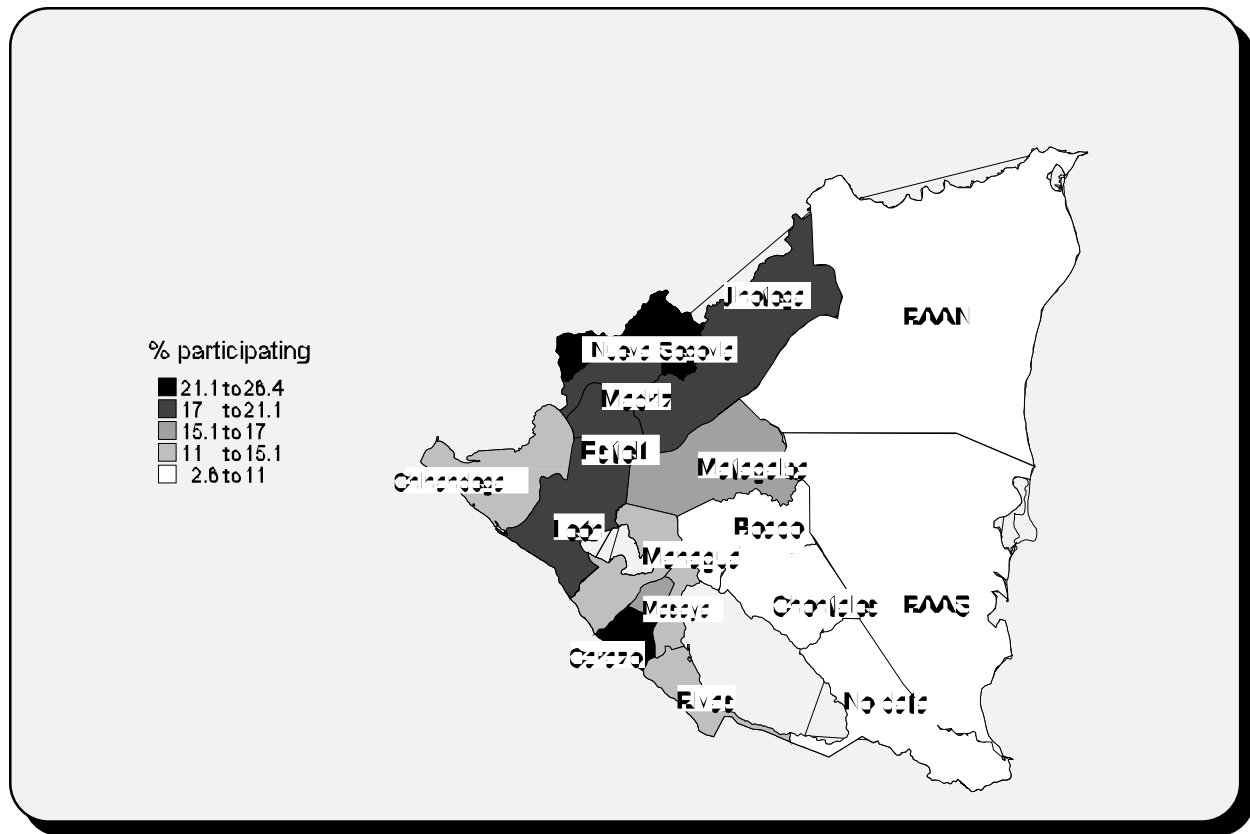 % participating
21.1 to 26.4
17 to 21.1
15.1 to 17
11 to 15.1
2.6 to 11
Jinotega
RAAN
Nueva Segovia
Madriz
Estelí
Matagalpa
Chinandega
León
Boaco
Managua
Masaya
Chontales
RAAS
Carazo
Rivas
No data